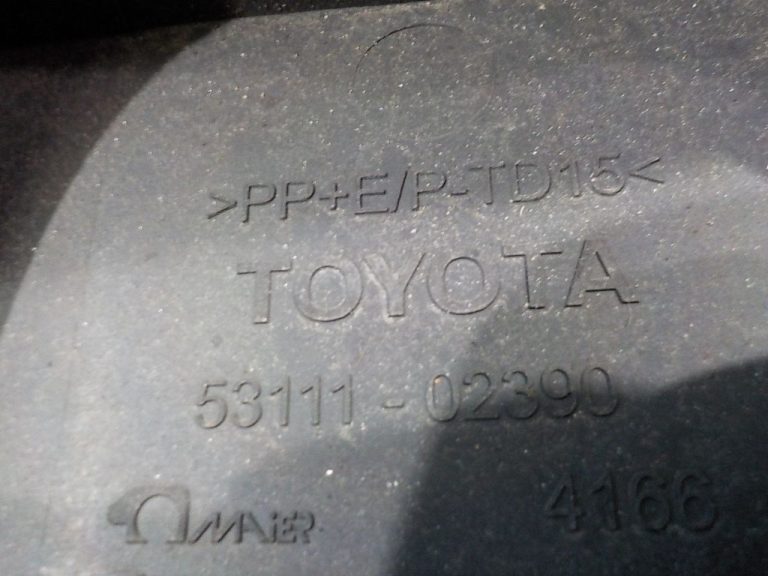 >PP+E/P-TD15<
TOYOTA
53111-02390
MAIER 4166